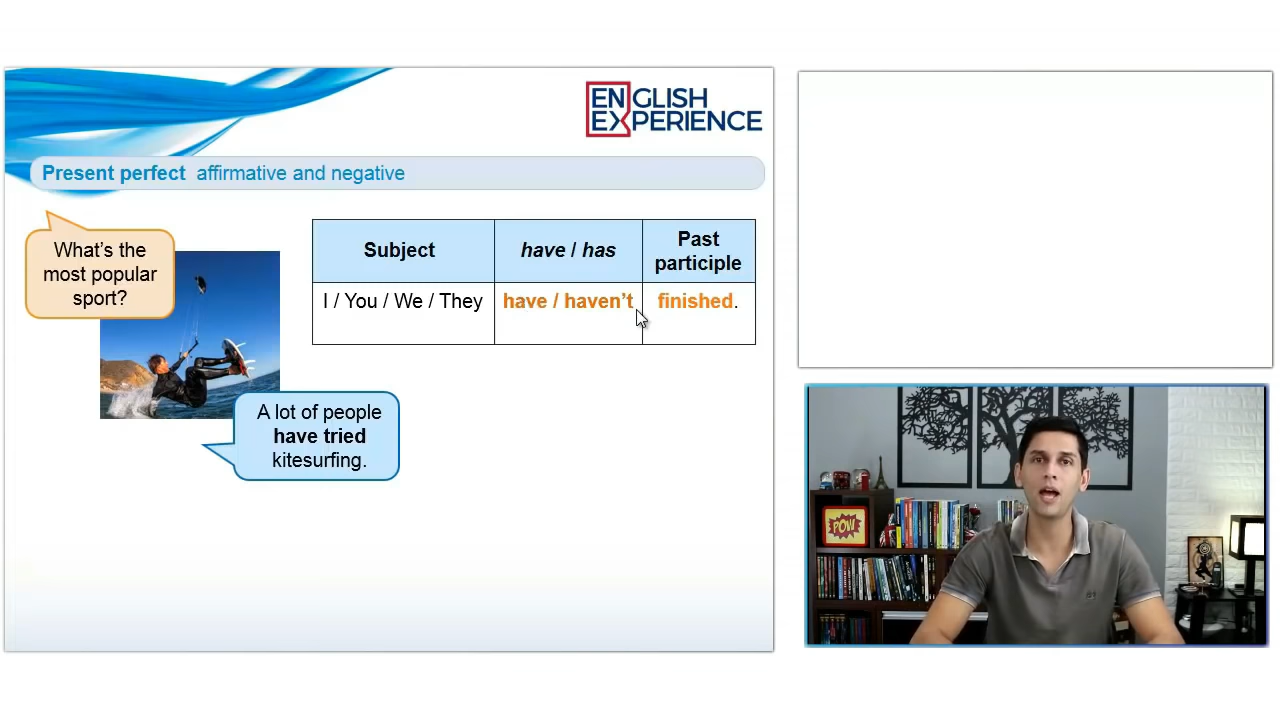 ENGLISH
EXPERIENCE
Present perfect affirmative and negative
What's the
most popular
sport?
Subject
have / has
Past
participle
I / You / We / They
have / haven't
finished.
A lot of people
have tried
kitesurfing.
POW